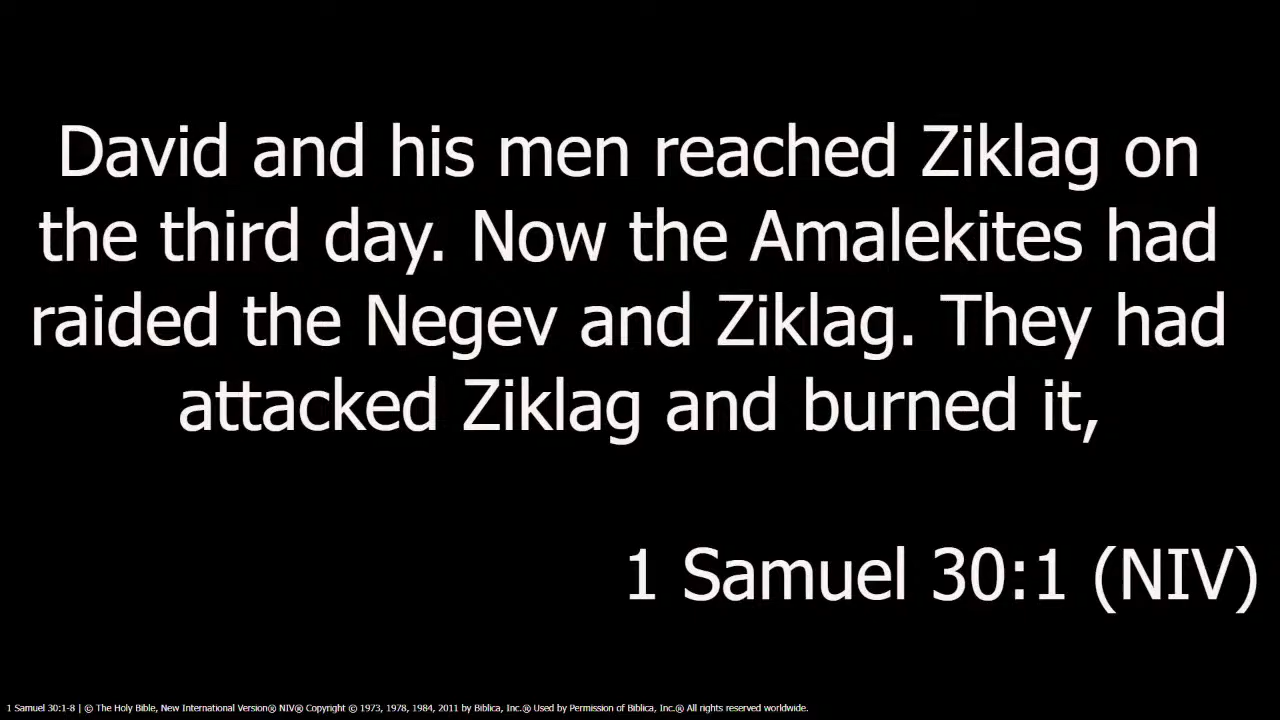 David and his men reached Ziklag on
the third day. Now the Amalekites had
raided the Negev and Ziklag. They had
attacked Ziklag and burned it,
1 Samuel 30:1 (NIV)
1 Samuel 30:1-8 | © The Holy Bible, New International Version® NIV® Copyright © 1973, 1978, 1984, 2011 by Biblica, Inc.® Used by Permission of Biblica, Inc.® All rights reserved worldwide.